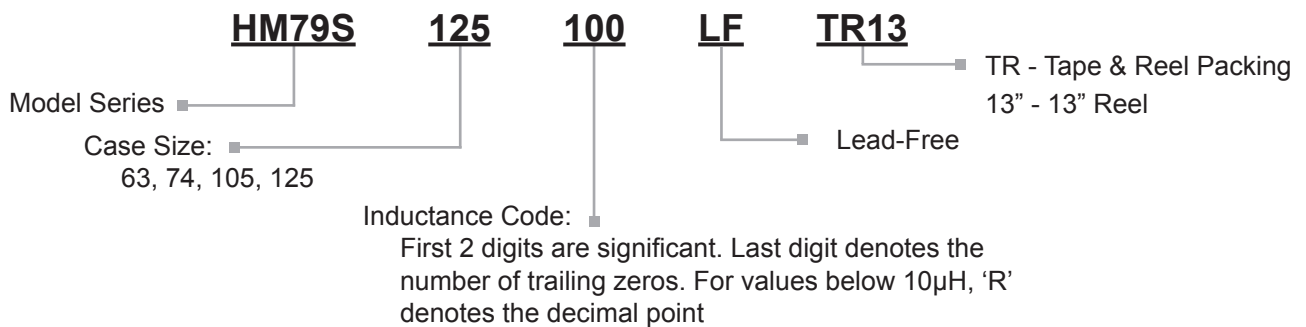 HM79S 125 100 LF TR13
TR - Tape & Reel Packing
13” - 13” Reel
Model Series
Lead-Free
Case Size:
63, 74, 105, 125
Inductance Code:
First 2 digits are significant. Last digit denotes the
number of trailing zeros. For values below 10µH, ‘R’
denotes the decimal point